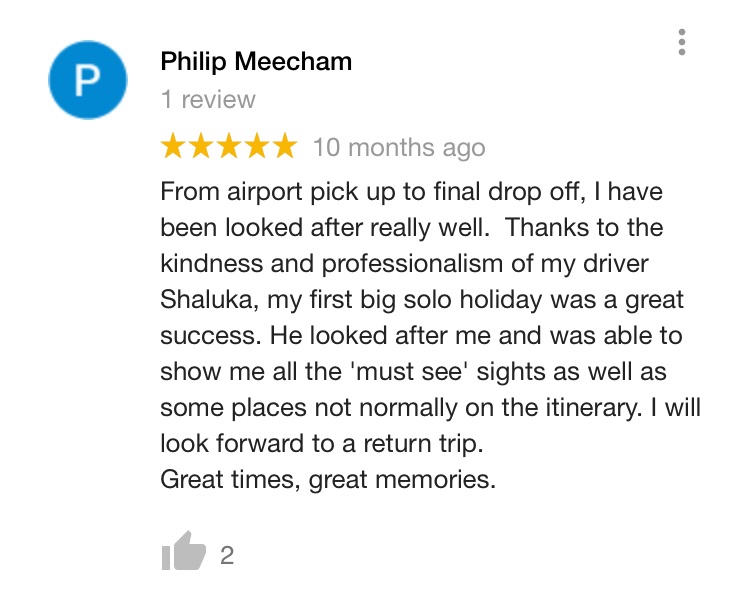 P
Philip Meecham
1 review
10 months ago
From airport pick up to final drop off, I have
been looked after really well.  Thanks to the
kindness and professionalism of my driver
Shaluka, my first big solo holiday was a great
success. He looked after me and was able to
show me all the 'must see' sights as well as
some places not normally on the itinerary. I will
look forward to a return trip.
Great times, great memories.
2